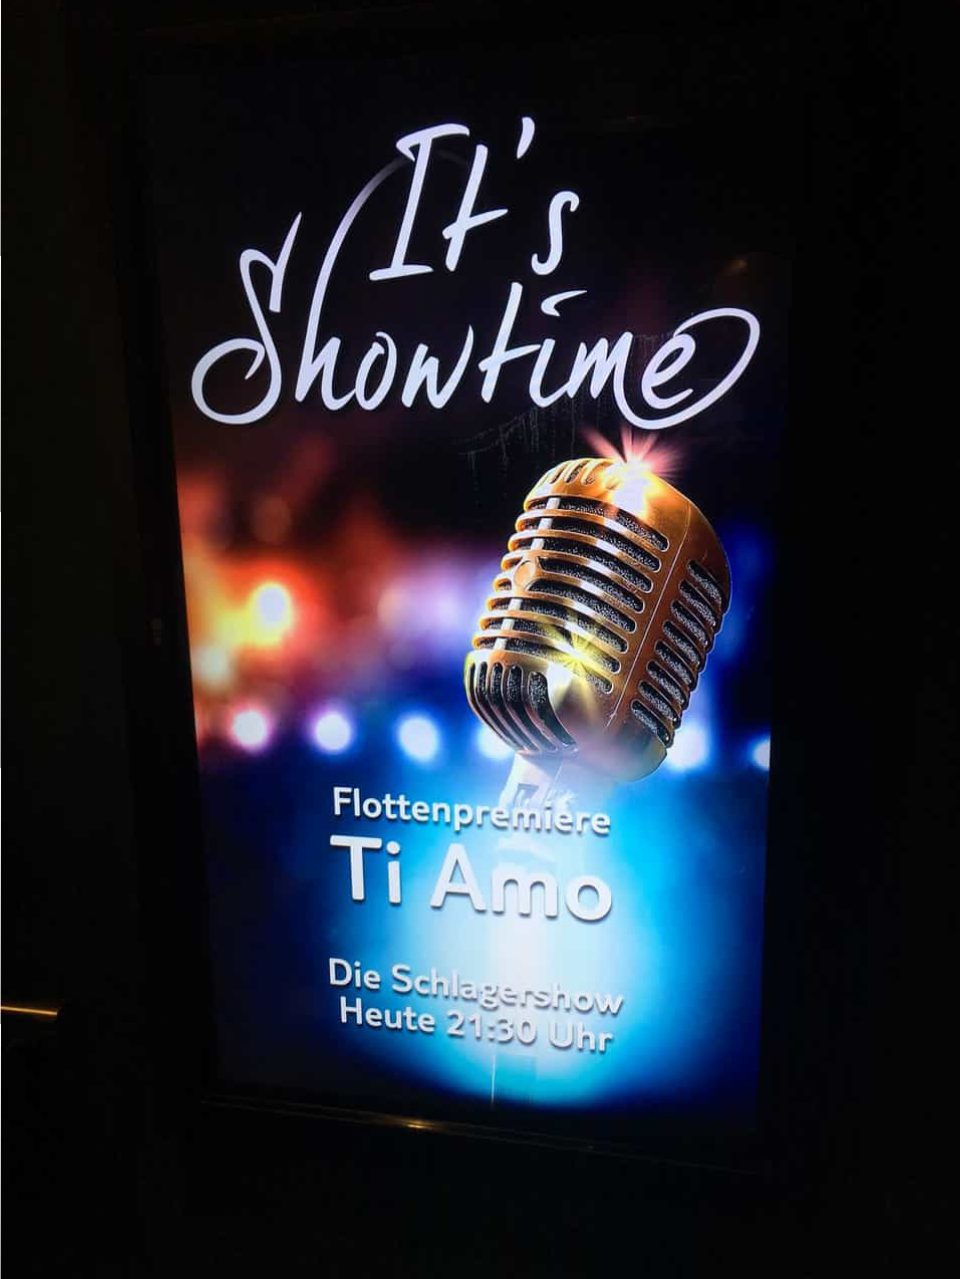 It's
Showtime
Flottenpremiere
Ti Amo
Die Schlagershow
Heute 21:30 Uhr